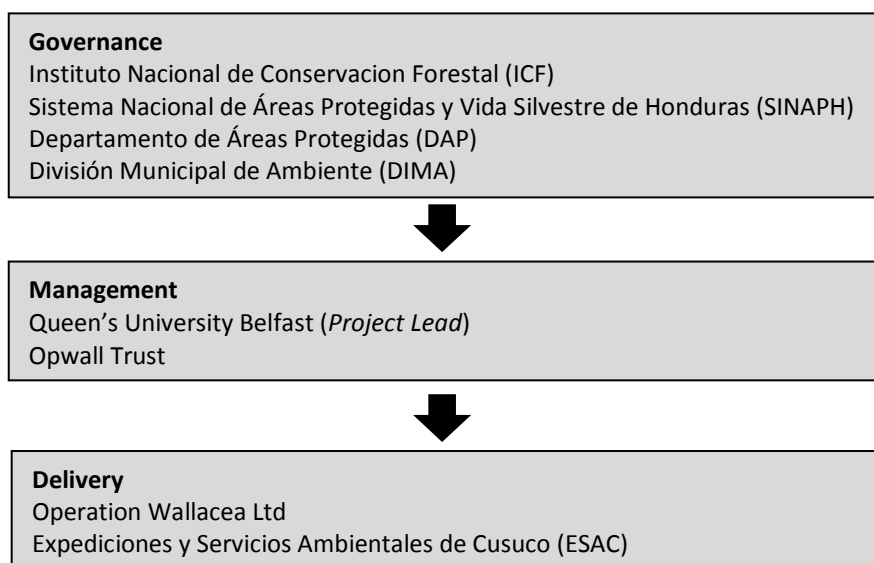 Governance
Instituto Nacional de Conservacion Forestal (ICF)
Sistema Nacional de Áreas Protegidas y Vida Silvestre de Honduras (SINAPH)
Departamento de Áreas Protegidas (DAP)
División Municipal de Ambiente (DIMA)
Management
Queen's University Belfast (Project Lead)
Opwall Trust
Delivery
Operation Wallacea Ltd
Expediciones y Servicios Ambientales de Cusuco (ESAC)